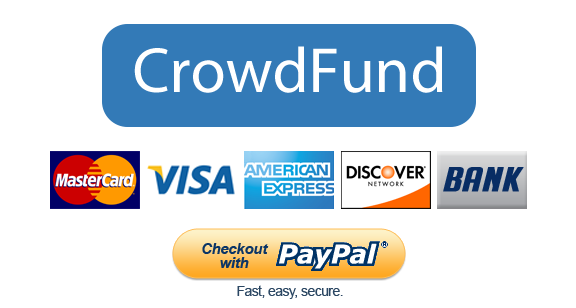 CrowdFund
MasterCard VISA AMERICAN EXPRESS DISCOVER NETWORK BANK
Checkout with PayPal®
Fast, easy, secure.